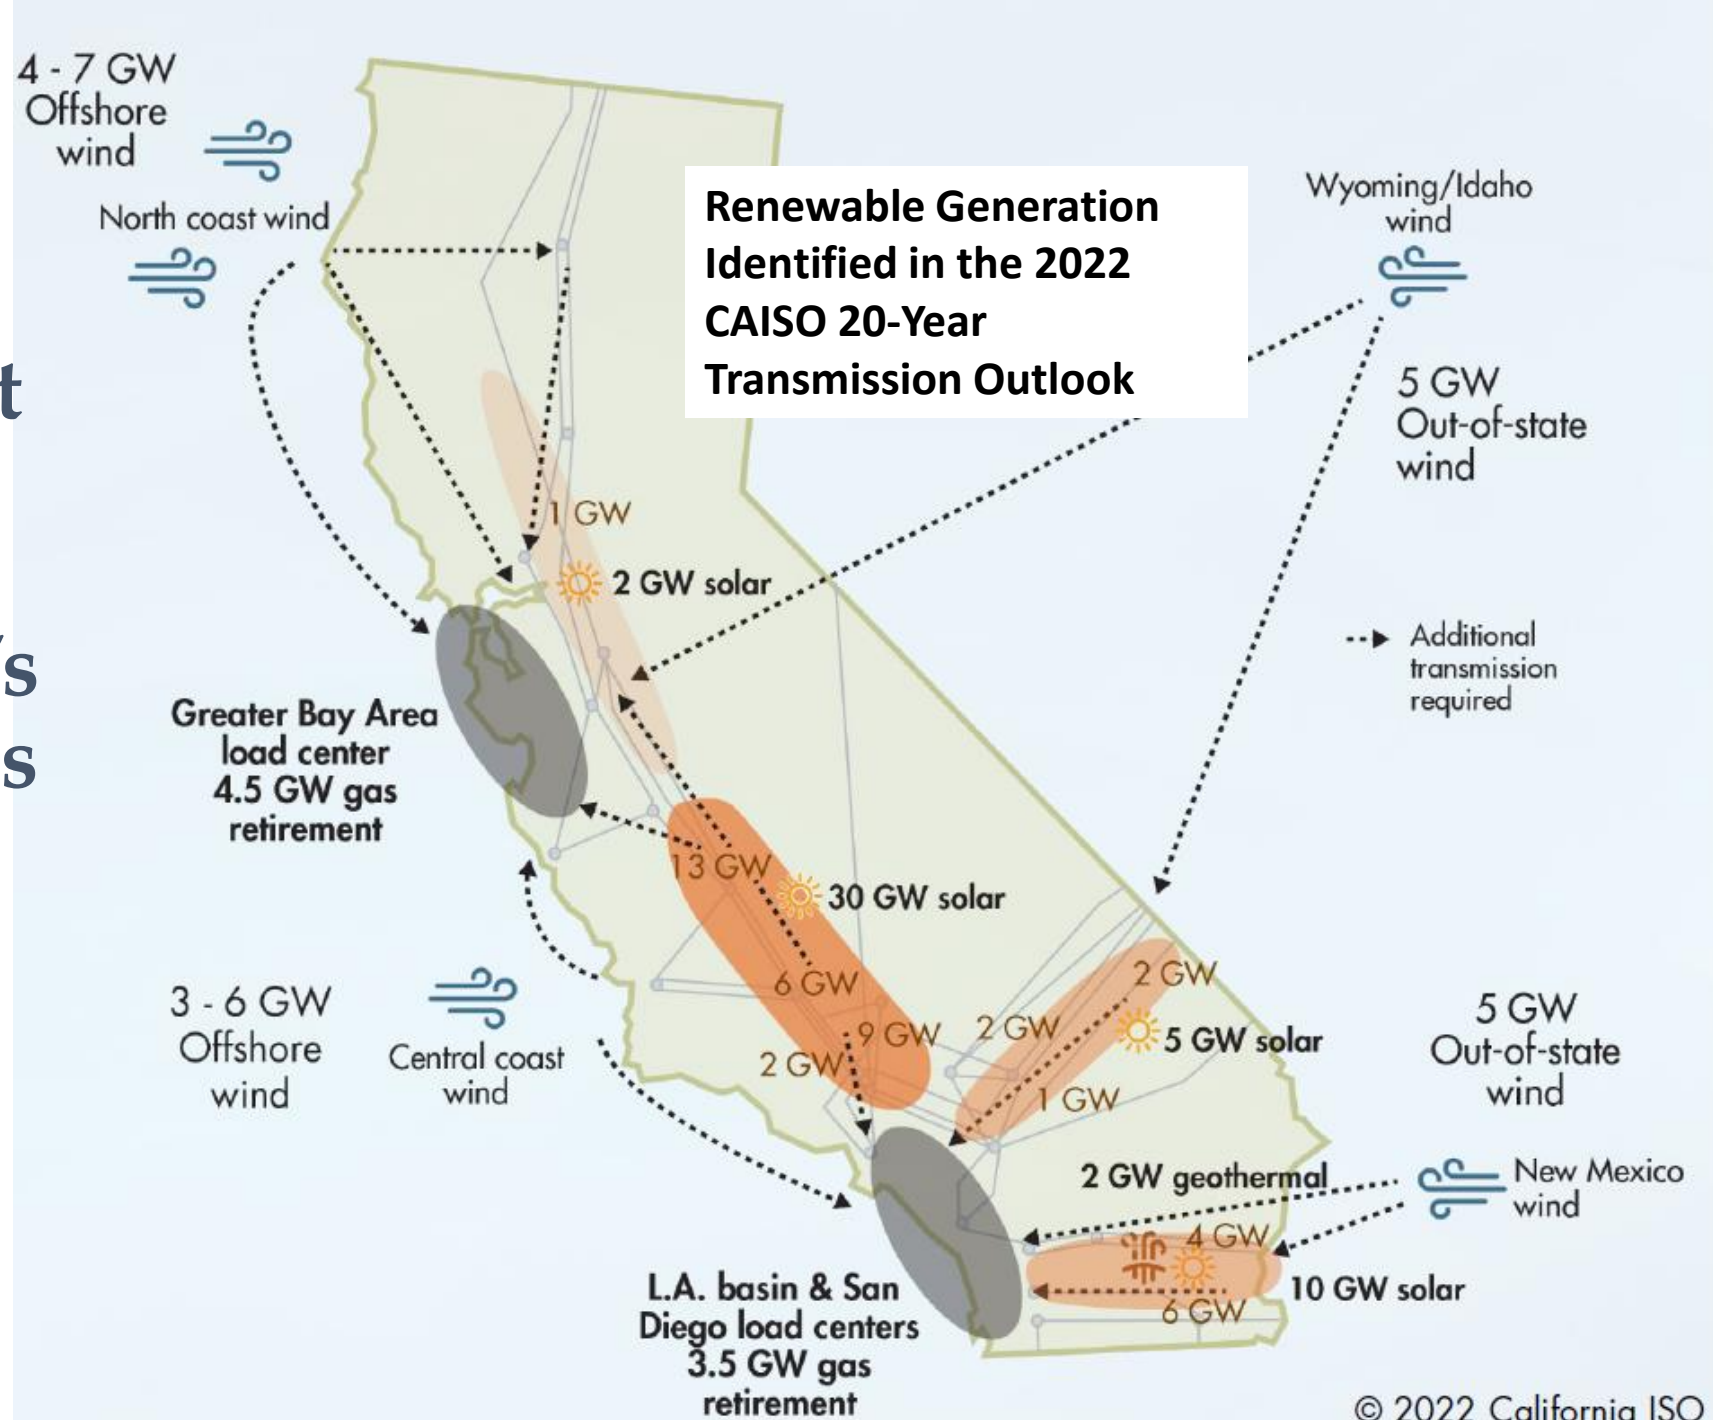 4 - 7 GW
Offshore
wind
North coast wind
Renewable Generation
Identified in the 2022
CAISO 20-Year
Transmission Outlook
Wyoming/Idaho
wind
5 GW
Out-of-state
wind
1 GW
2 GW solar
Additional
transmission
required
Greater Bay Area
load center
4.5 GW gas
retirement
13 GW
30 GW solar
6 GW
9 GW
2 GW
2 GW
2 GW
5 GW solar
1 GW
3 - 6 GW
Offshore
wind
Central coast
wind
5 GW
Out-of-state
wind
2 GW geothermal
New Mexico
wind
4 GW
10 GW solar
6 GW
L.A. basin & San
Diego load centers
3.5 GW gas
retirement
© 2022 California ISO